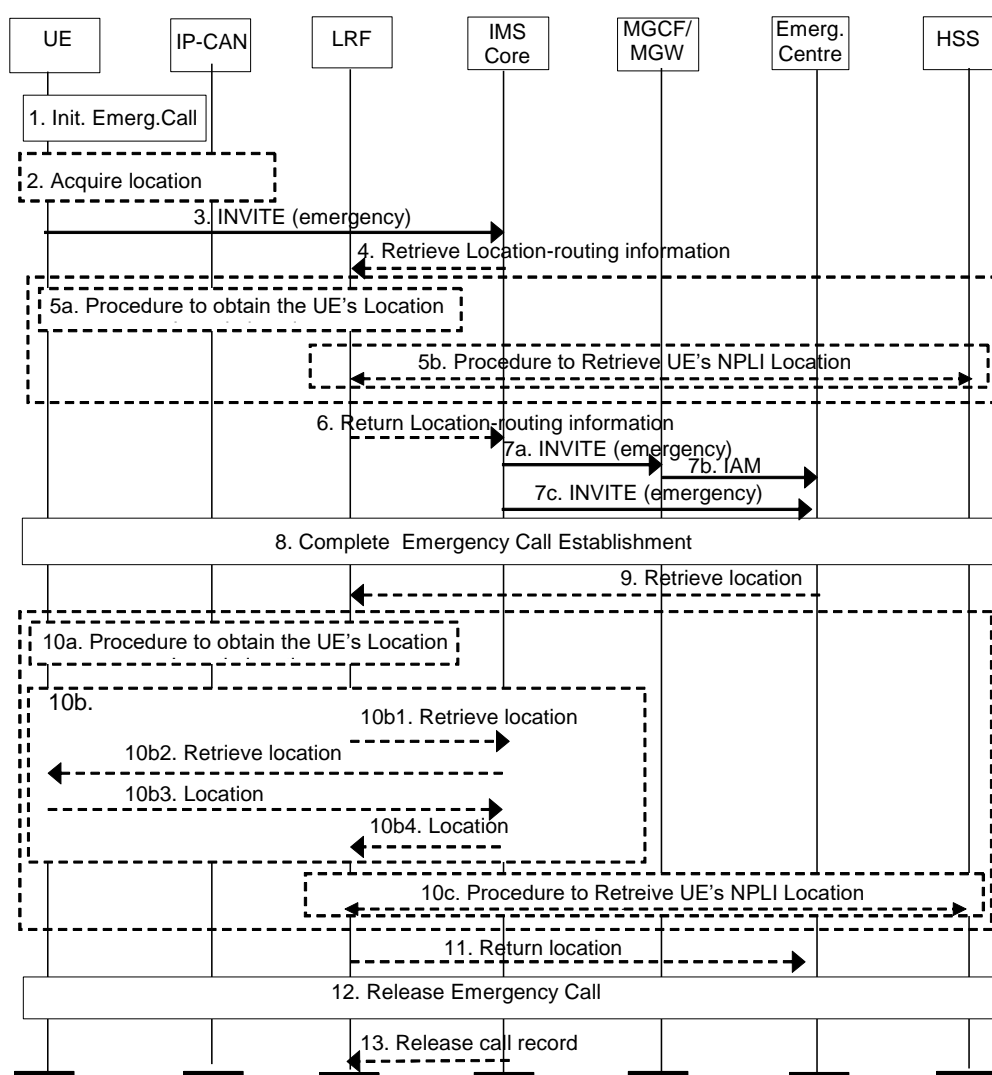 UE
IP-CAN
LRF
IMS
Core
MGCF/
MGW
Emerg.
Centre
HSS
1. Init. Emerg.Call
2. Acquire location
3. INVITE (emergency)
4. Retrieve Location-routing information
5a. Procedure to obtain the UE's Location
5b. Procedure to Retrieve UE's NPLI Location
6. Return Location-routing information
7a. INVITE (emergency)
7b. IAM
7c. INVITE (emergency)
8. Complete Emergency Call Establishment
9. Retrieve location
10a. Procedure to obtain the UE's Location
10b.
10b1. Retrieve location
10b2. Retrieve location
10b3. Location
10b4. Location
10c. Procedure to Retreive UE's NPLI Location
11. Return location
12. Release Emergency Call
13. Release call record